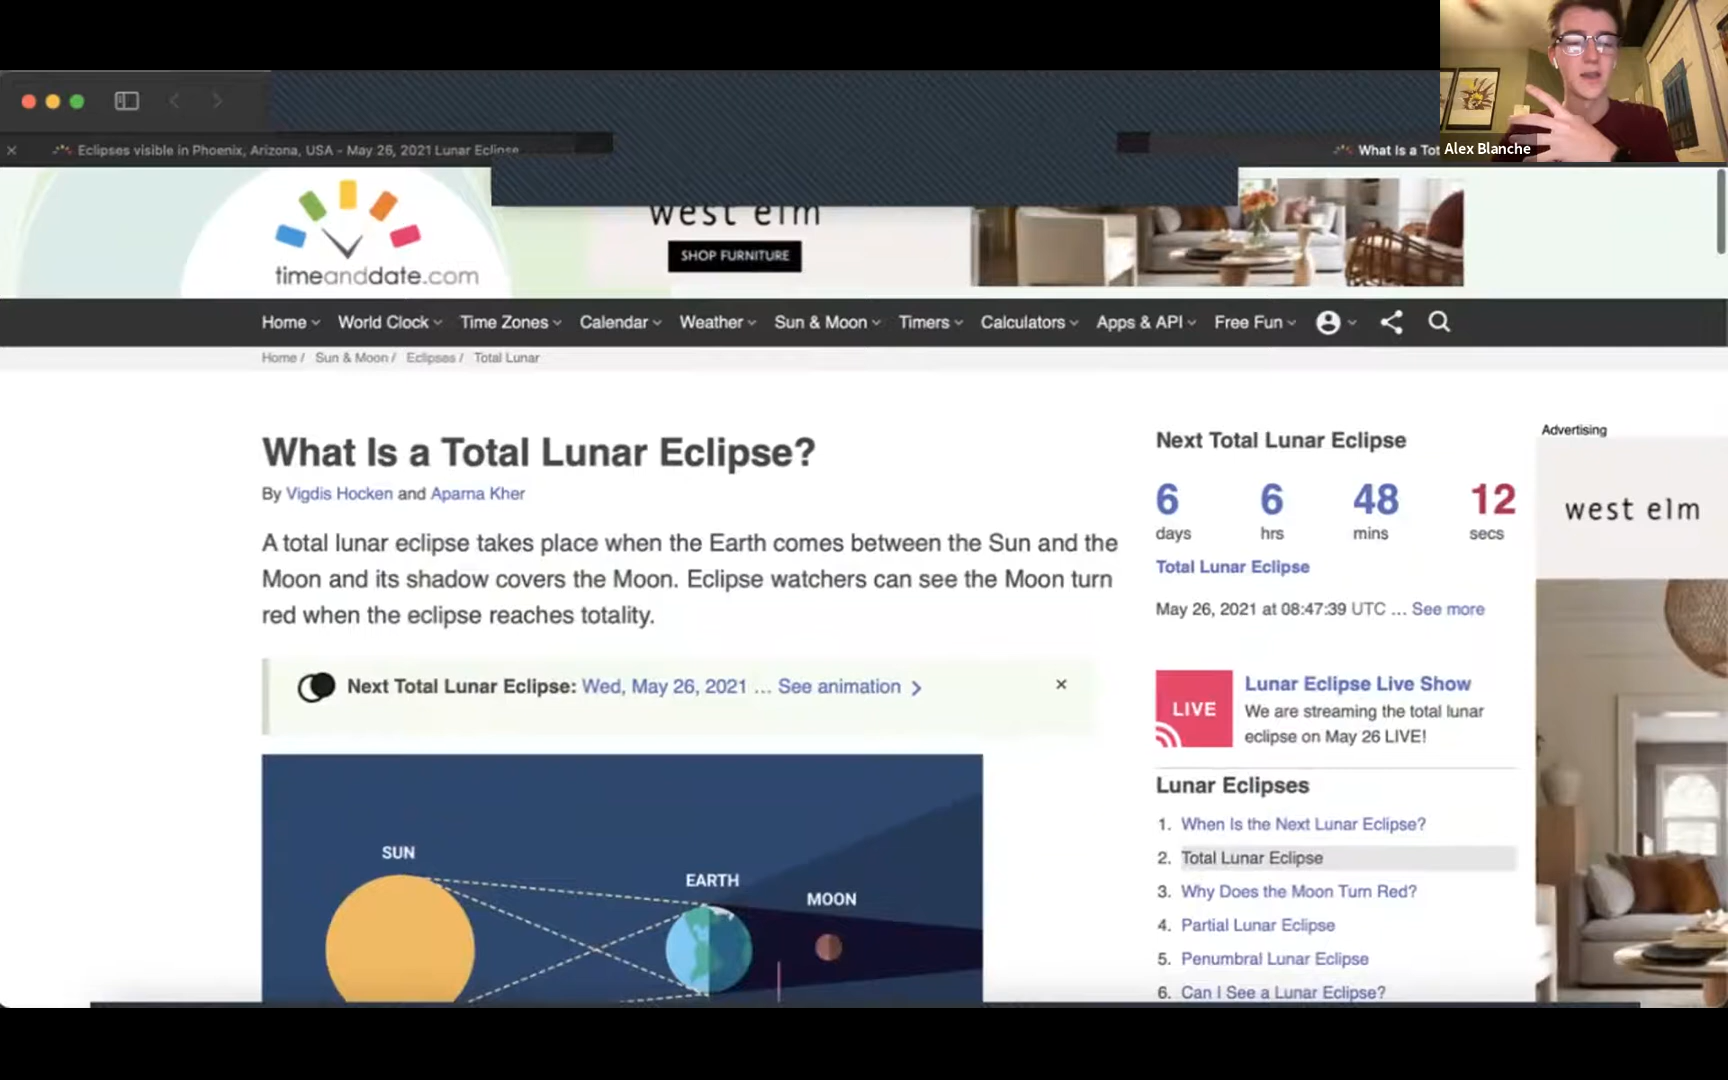 Alex Blanche
Eclipses visible in Phoenix, Arizona, USA - May 26, 2021 Lunar Eclipse
What Is a Tot
timeanddate.com
west elm
SHOP FURNITURE
Home World Clock Time Zones Calendar Weather Sun & Moon Timers Calculators Apps & API Free Fun
Home / Sun & Moon / Eclipses / Total Lunar
What Is a Total Lunar Eclipse?
By Vigdis Hocken and Aparna Kher
A total lunar eclipse takes place when the Earth comes between the Sun and the
Moon and its shadow covers the Moon. Eclipse watchers can see the Moon turn
red when the eclipse reaches totality.
Next Total Lunar Eclipse: Wed, May 26, 2021 ... See animation
SUN
EARTH
MOON
Next Total Lunar Eclipse
6 6 48 12
days hrs mins secs
Total Lunar Eclipse
May 26, 2021 at 08:47:39 UTC ... See more
LIVE
Lunar Eclipse Live Show
We are streaming the total lunar
eclipse on May 26 LIVE!
Lunar Eclipses
1. When Is the Next Lunar Eclipse?
2. Total Lunar Eclipse
3. Why Does the Moon Turn Red?
4. Partial Lunar Eclipse
5. Penumbral Lunar Eclipse
6. Can I See a Lunar Eclipse?
Advertising
west elm